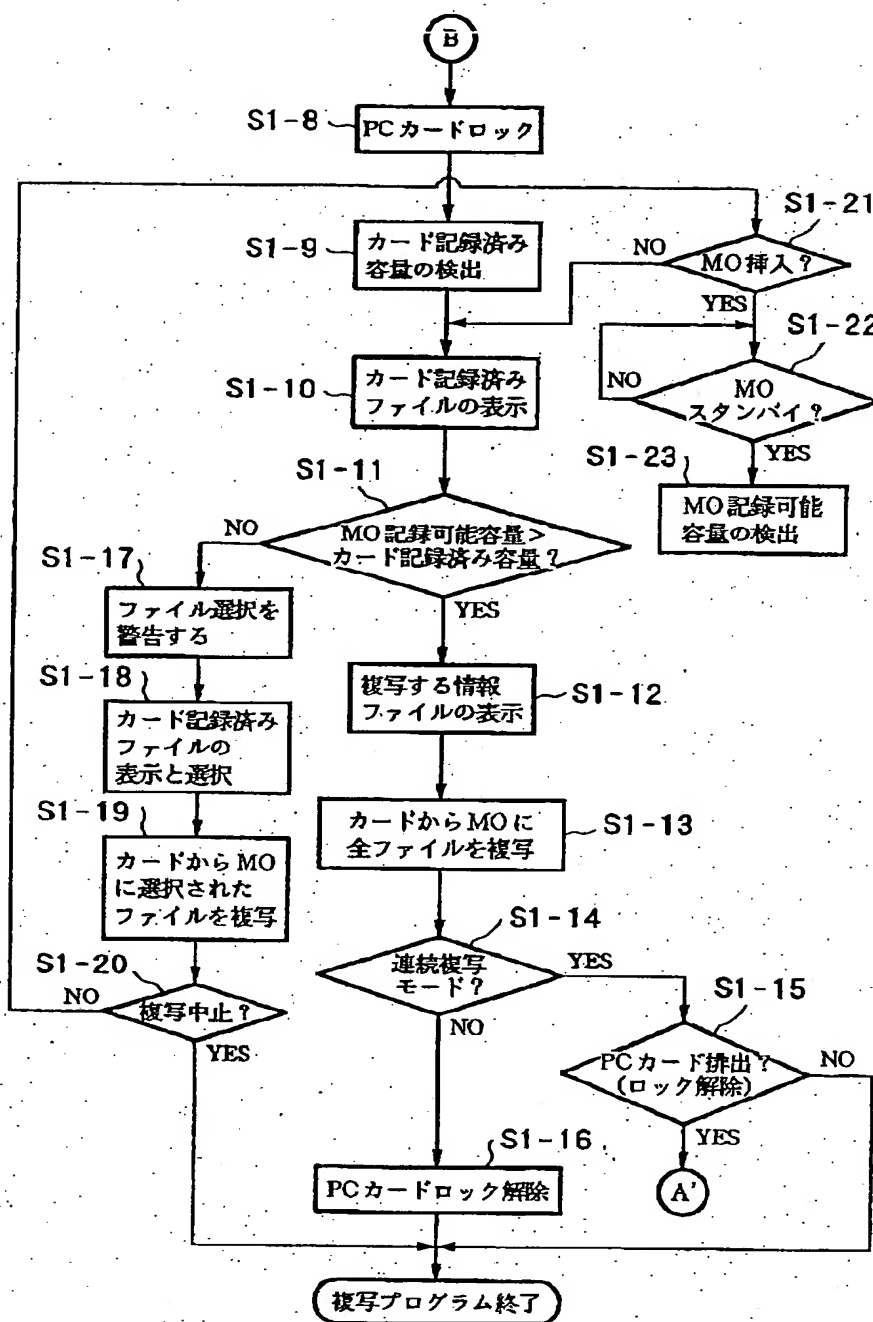 B
S1-8
PCカードロック
S1-21
S1-9
カード記録済み
容量の検出
NO
MO挿入?
YES
S1-22
S1-10
カード記録済み
ファイルの表示
NO
MO
スタンバイ?
YES
S1-23
MO記録可能
容量の検出
S1-11
NO
MO記録可能容量>
カード記録済み容量?
YES
S1-17
ファイル選択を
警告する
S1-12
複写する情報
ファイルの表示
S1-18
カード記録済み
ファイルの
表示と選択
S1-13
カードからMOに
全ファイルを複写
S1-19
カードからMO
に選択された
ファイルを複写
S1-14
連続複写
モード?
YES
NO
S1-20
NO
複写中止?
YES
S1-15
PCカード排出?
(ロック解除)
NO
YES
A'
S1-16
PCカードロック解除
複写プログラム終了